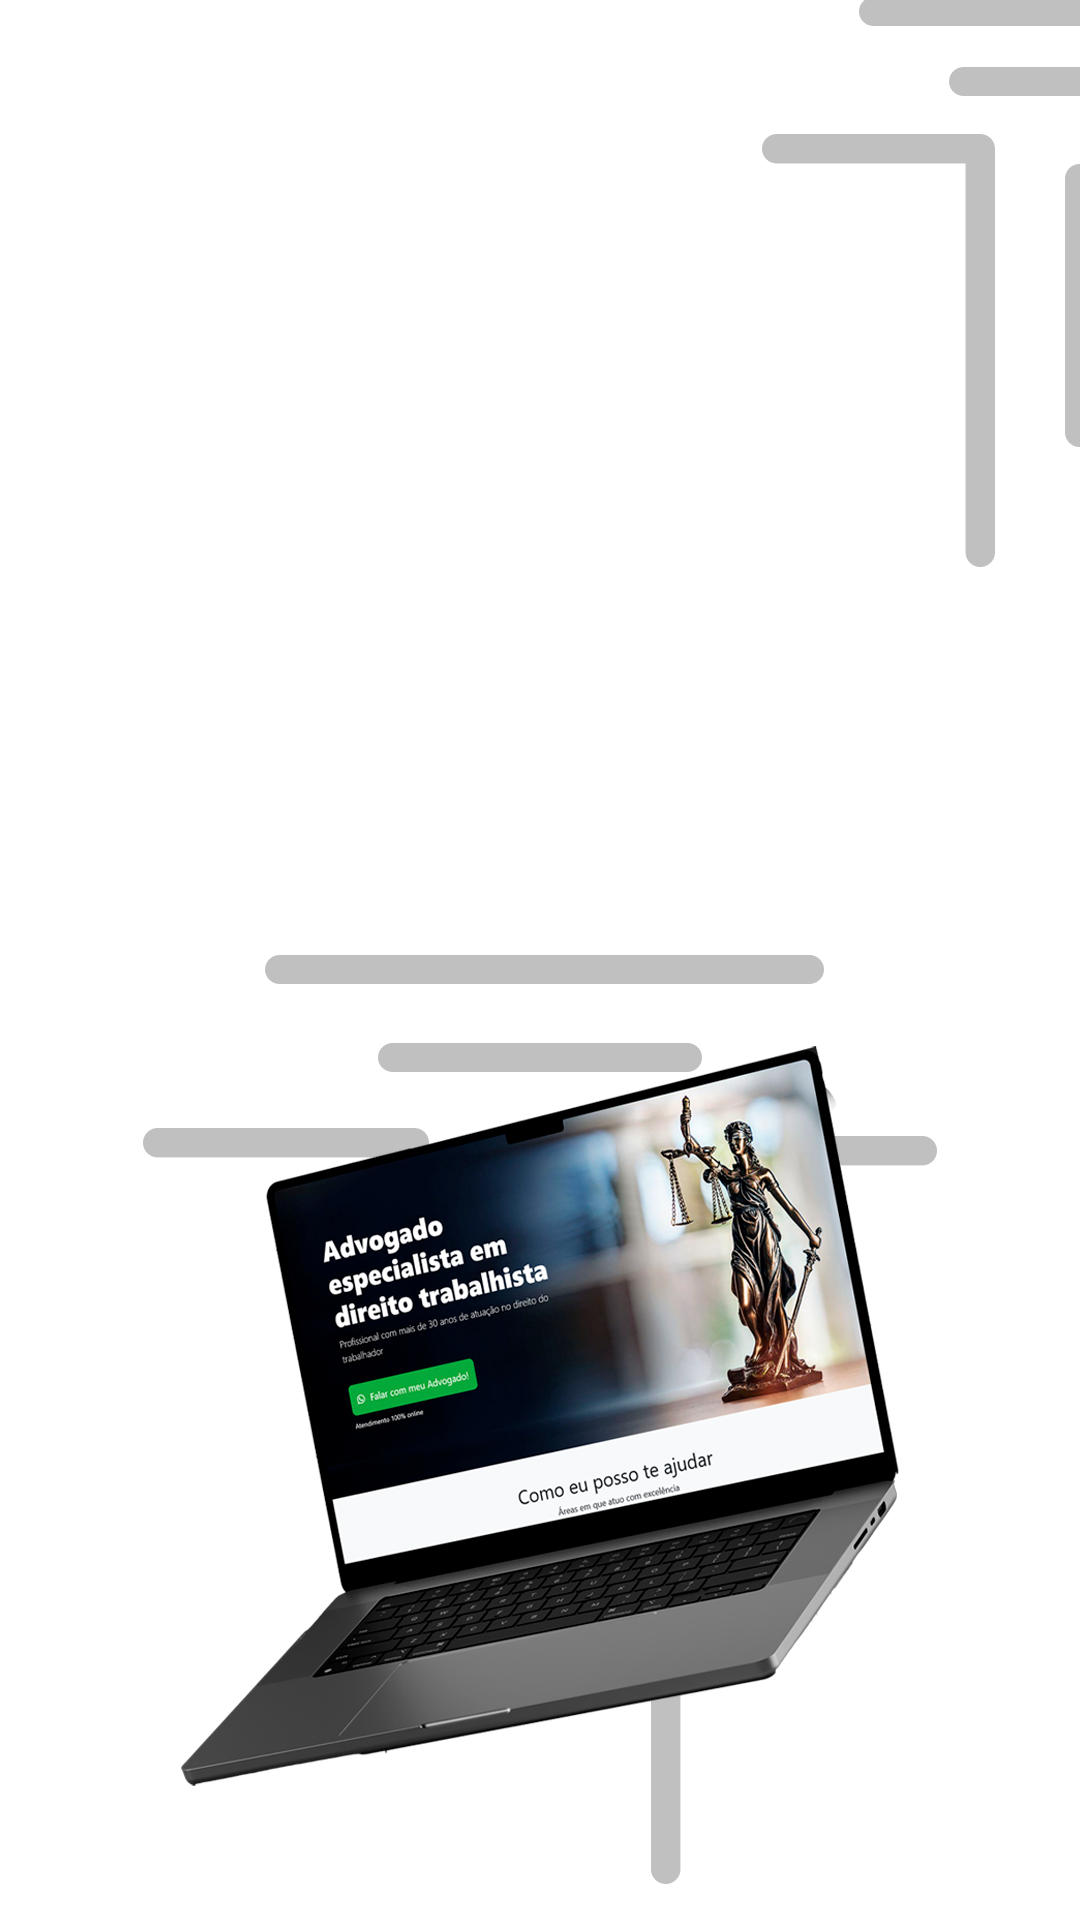 Advogado
especialista em
direito trabalhista
Profissional com mais de 30 anos de atuação no direito do
trabalhador
Falar com meu Advogado!
Atendimento 100% online
Como eu posso te ajudar
Áreas em que atuo com excelência